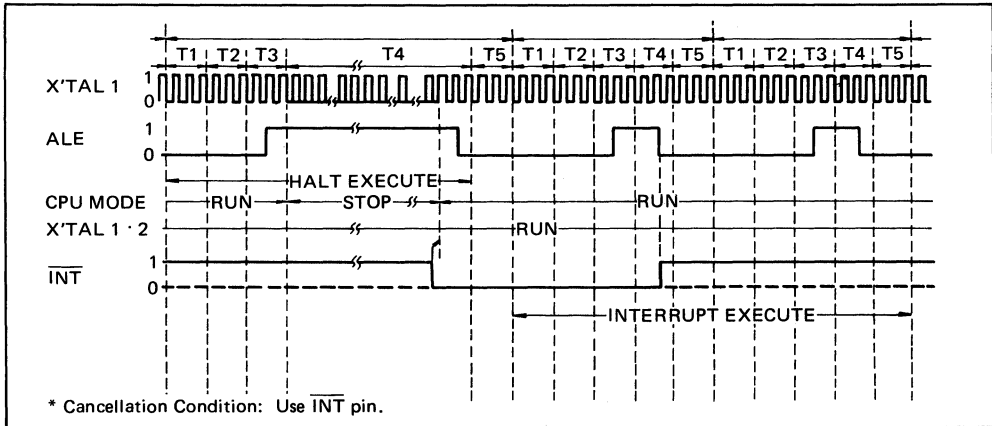 T1 T2 T3 T4 T5 T1 T2 T3 T4 T5 T1 T2 T3 T4 T5
X'TAL 1 1
0
ALE 1
0
HALT EXECUTE
CPU MODE RUN STOP RUN
X'TAL 1 · 2 RUN
INT 1
0
INTERRUPT EXECUTE
* Cancellation Condition: Use INT pin.